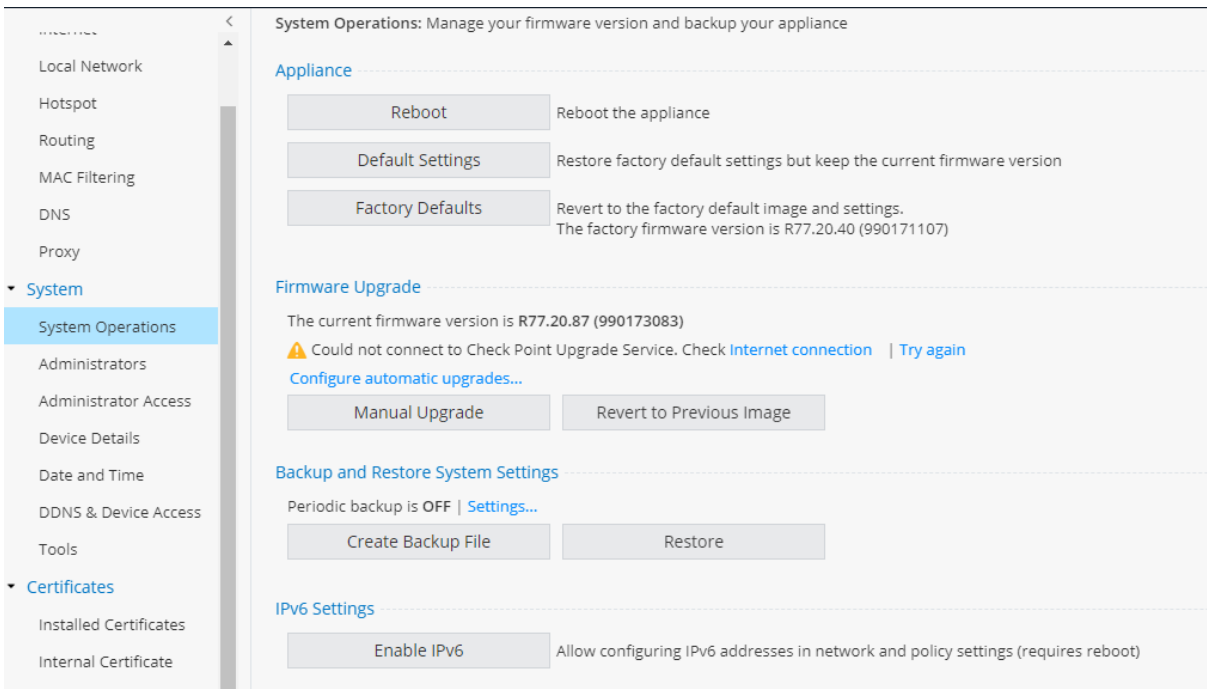 Local Network
Hotspot
Routing
MAC Filtering
DNS
Proxy
System
System Operations
Administrators
Administrator Access
Device Details
Date and Time
DDNS & Device Access
Tools
Certificates
Installed Certificates
Internal Certificate
System Operations: Manage your firmware version and backup your appliance
Appliance
Reboot Reboot the appliance
Default Settings Restore factory default settings but keep the current firmware version
Factory Defaults Revert to the factory default image and settings.
The factory firmware version is R77.20.40 (990171107)
Firmware Upgrade
The current firmware version is R77.20.87 (990173083)
Could not connect to Check Point Upgrade Service. Check Internet connection | Try again
Configure automatic upgrades...
Manual Upgrade Revert to Previous Image
Backup and Restore System Settings
Periodic backup is OFF | Settings...
Create Backup File Restore
IPv6 Settings
Enable IPv6 Allow configuring IPv6 addresses in network and policy settings (requires reboot)